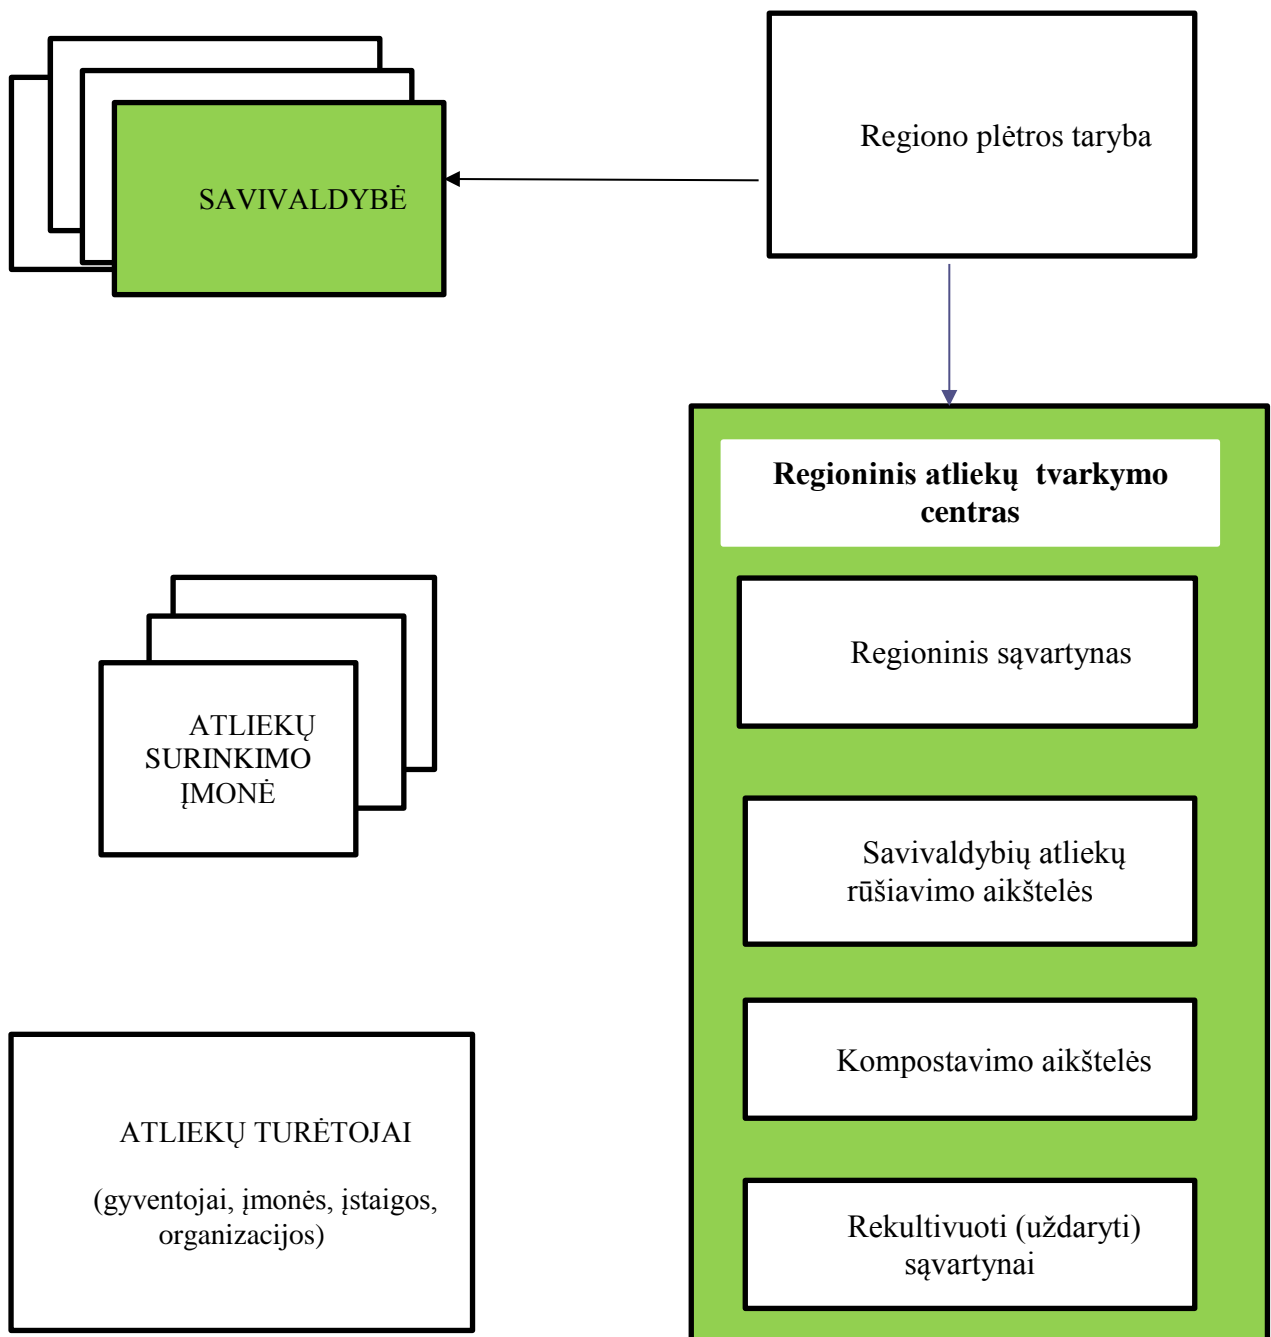 Regiono plėtros taryba
SAVIVALDYBĖ
Regioninis atliekų tvarkymo
centras
Regioninis sąvartynas
ATLIEKŲ
SURINKIMO
ĮMONĖ
Savivaldybių atliekų
rūšiavimo aikštelės
Kompostavimo aikštelės
ATLIEKŲ TURĖTOJAI
(gyventojai, įmonės, įstaigos,
organizacijos)
Rekultivuoti (uždaryti)
sąvartynai